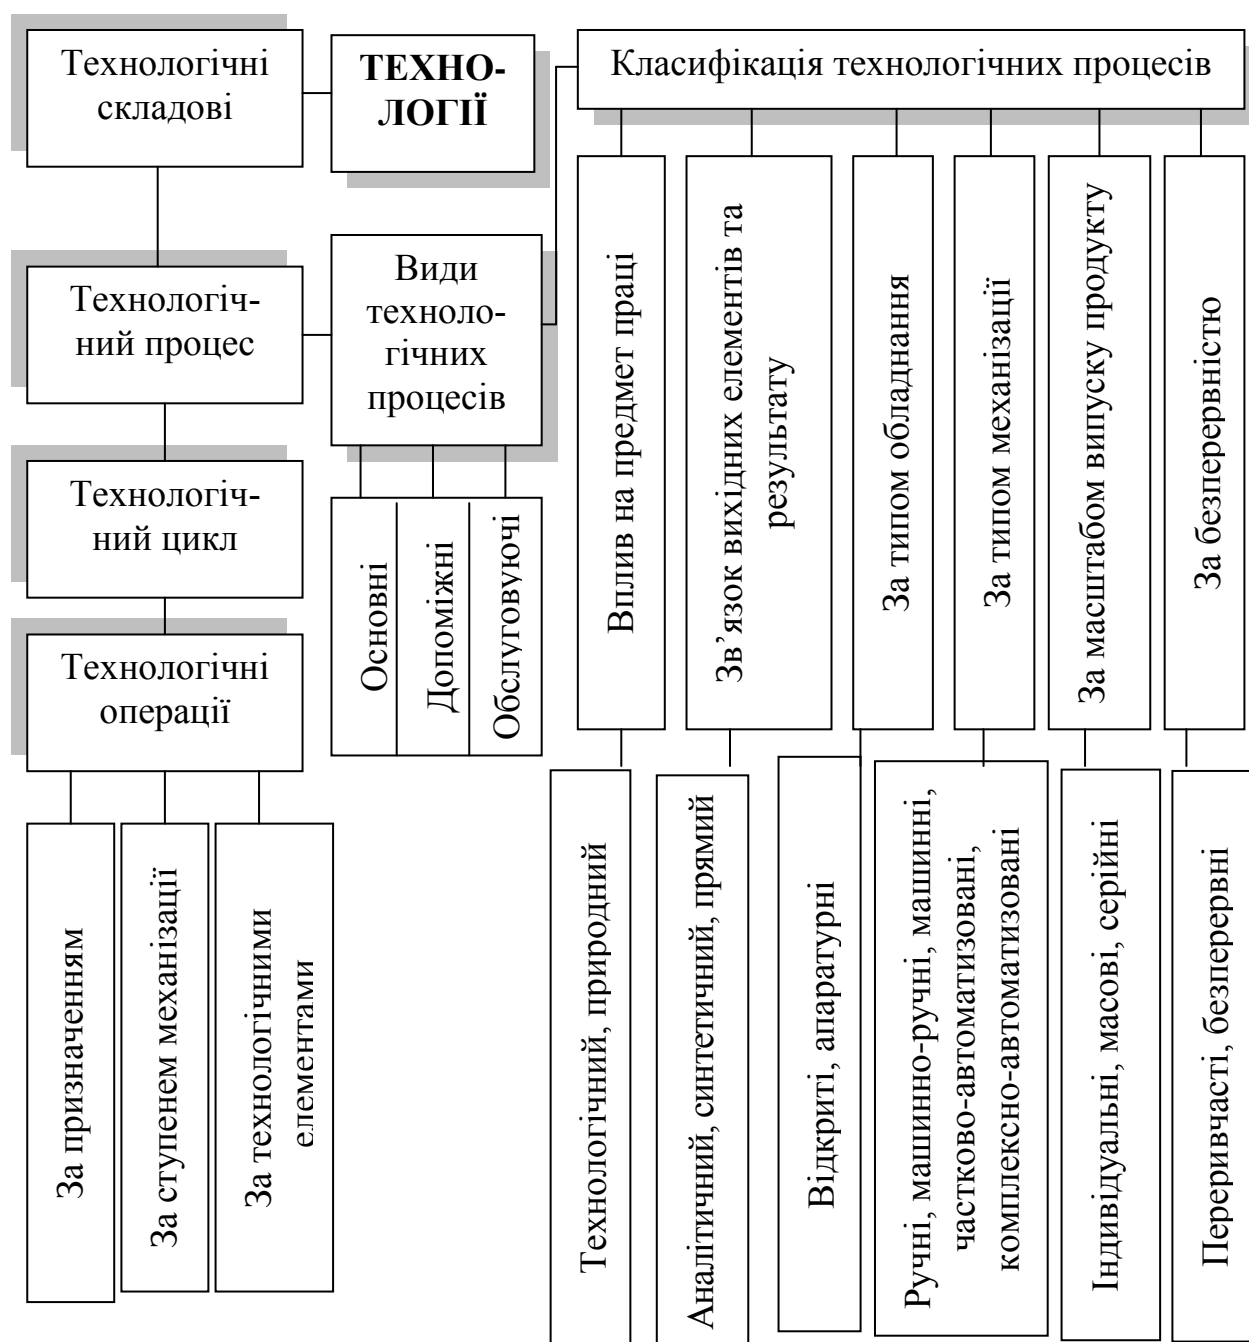 Технологічні
складові
ТЕХНО-
ЛОГІЇ
Класифікація технологічних процесів
Технологіч-
ний процес
Види
техноло-
гічних
процесів
Технологіч-
ний цикл
Технологічні
операції
Основні
Допоміжні
Обслуговуючі
Вплив на предмет праці
Зв’язок вихідних елементів та
результату
За типом обладнання
За типом механізації
За масштабом випуску продукту
За безперервністю
За призначенням
За ступенем механізації
За технологічними
елементами
Технологічний, природний
Аналітичний, синтетичний, прямий
Відкриті, апаратурні
Ручні, машинно-ручні, машинні,
частково-автоматизовані,
комплексно-автоматизовані
Індивідуальні, масові, серійні
Переривчасті, безперервні